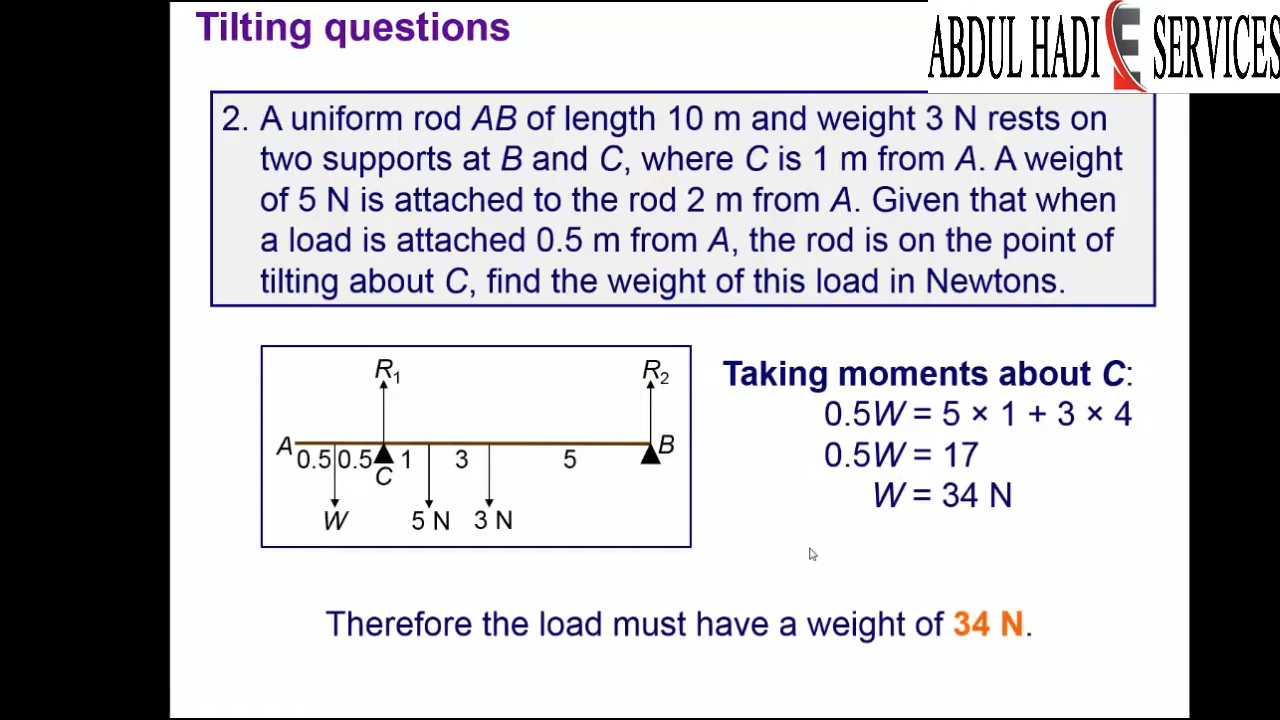 Tilting questions
ABDUL HADI E SERVICES
2. A uniform rod AB of length 10 m and weight 3 N rests on
two supports at B and C, where C is 1 m from A. A weight
of 5 N is attached to the rod 2 m from A. Given that when
a load is attached 0.5 m from A, the rod is on the point of
tilting about C, find the weight of this load in Newtons.
R₁ R₂
A B
0.5 0.5 1 3 5
C
W 5 N 3 N
Taking moments about C:
0.5W = 5 × 1 + 3 × 4
0.5W = 17
W = 34 N
Therefore the load must have a weight of 34 N.